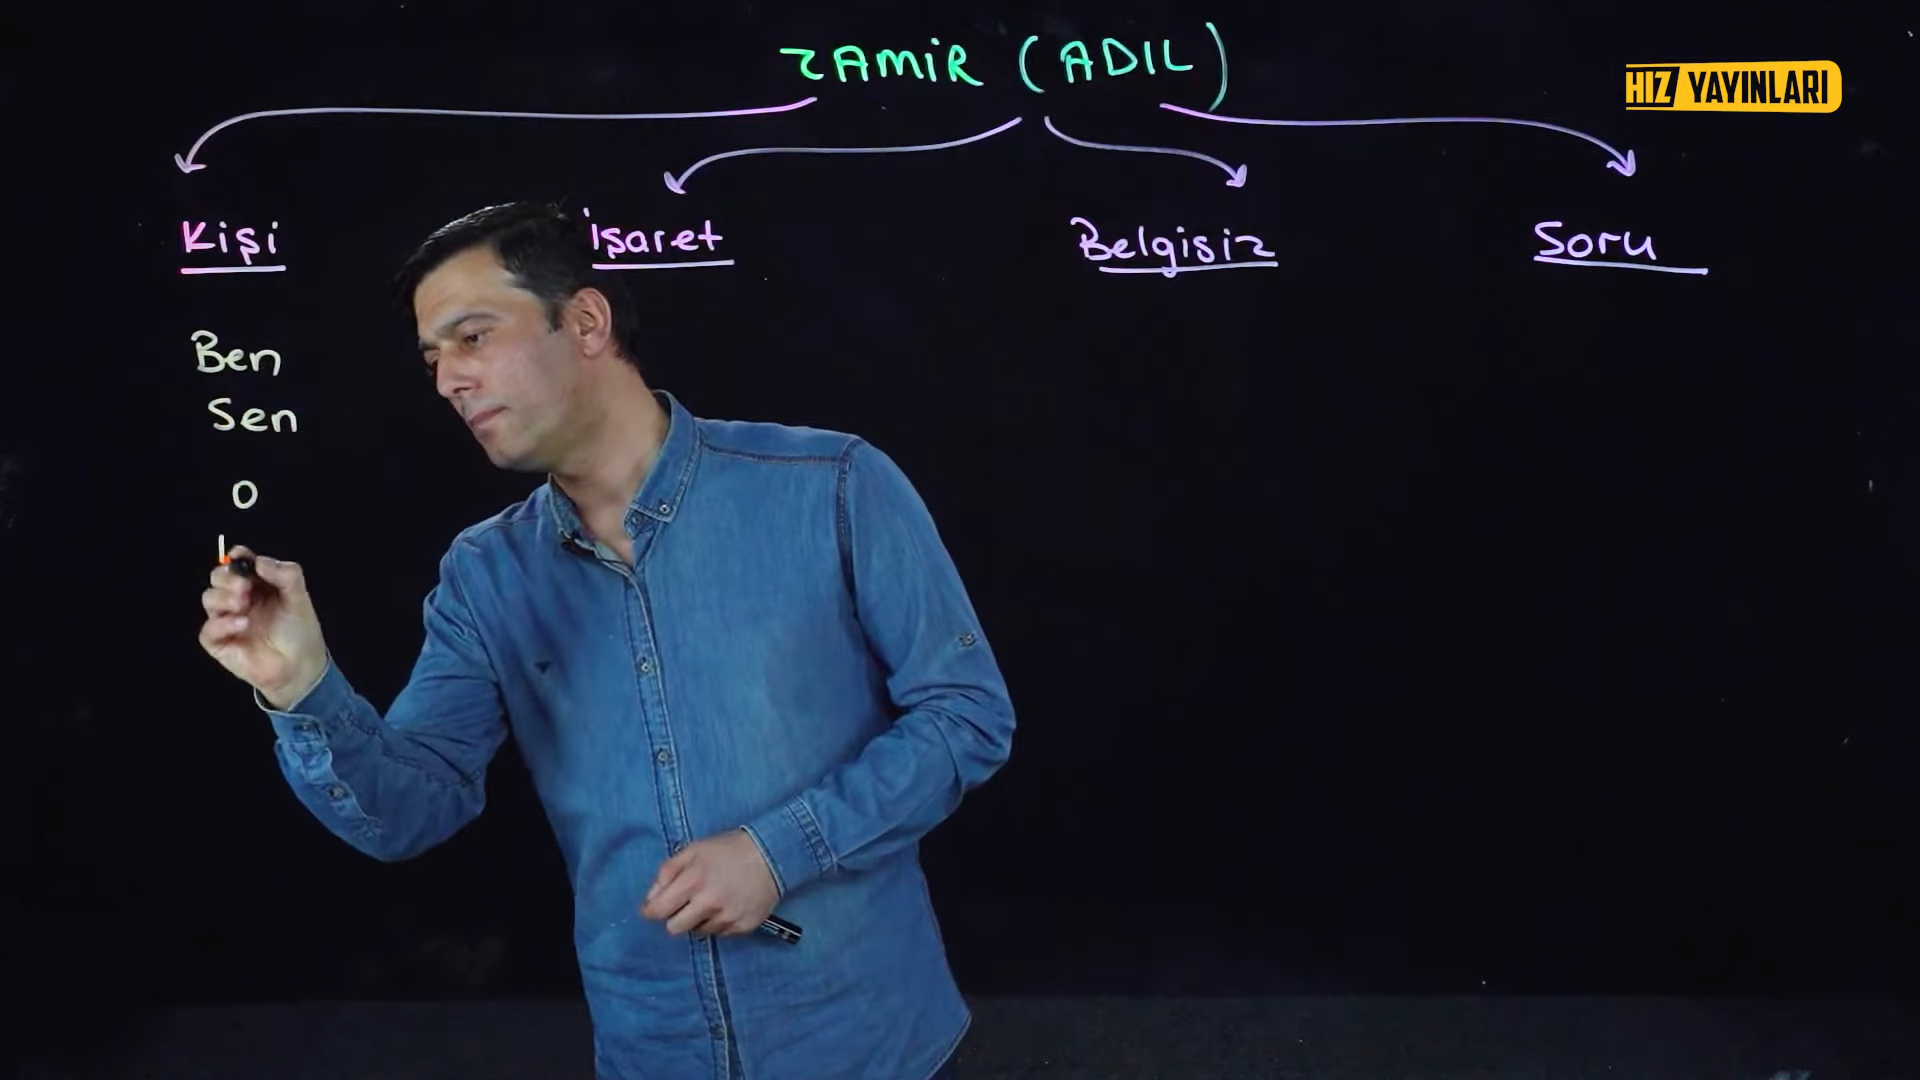 ZAMİR (ADIL)
HIZ YAYINLARI
Kişi
İşaret
Belgisiz
Soru
Ben
Sen
O